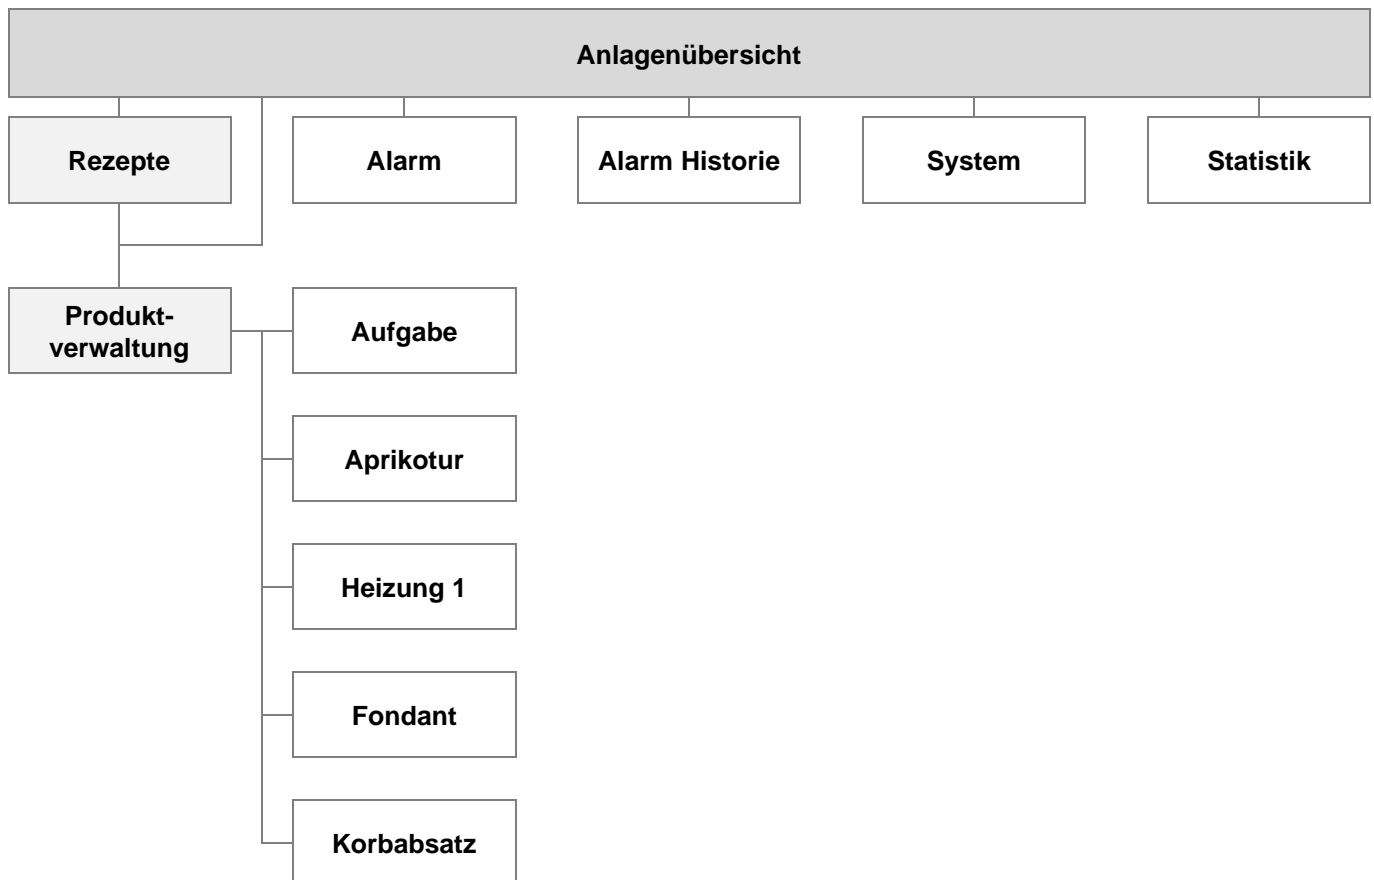 Anlagenübersicht
Rezepte
Alarm
Alarm Historie
System
Statistik
Produkt-
verwaltung
Aufgabe
Aprikotur
Heizung 1
Fondant
Korbabsatz